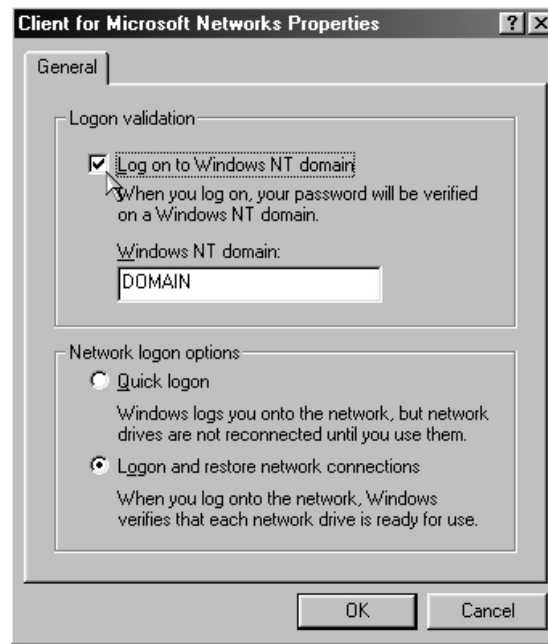 Client for Microsoft Networks Properties
General
Logon validation
Log on to Windows NT domain
When you log on, your password will be verified
on a Windows NT domain.
Windows NT domain:
DOMAIN
Network logon options
Quick logon
Windows logs you onto the network, but network
drives are not reconnected until you use them.
Logon and restore network connections
When you log onto the network, Windows
verifies that each network drive is ready for use.
OK Cancel